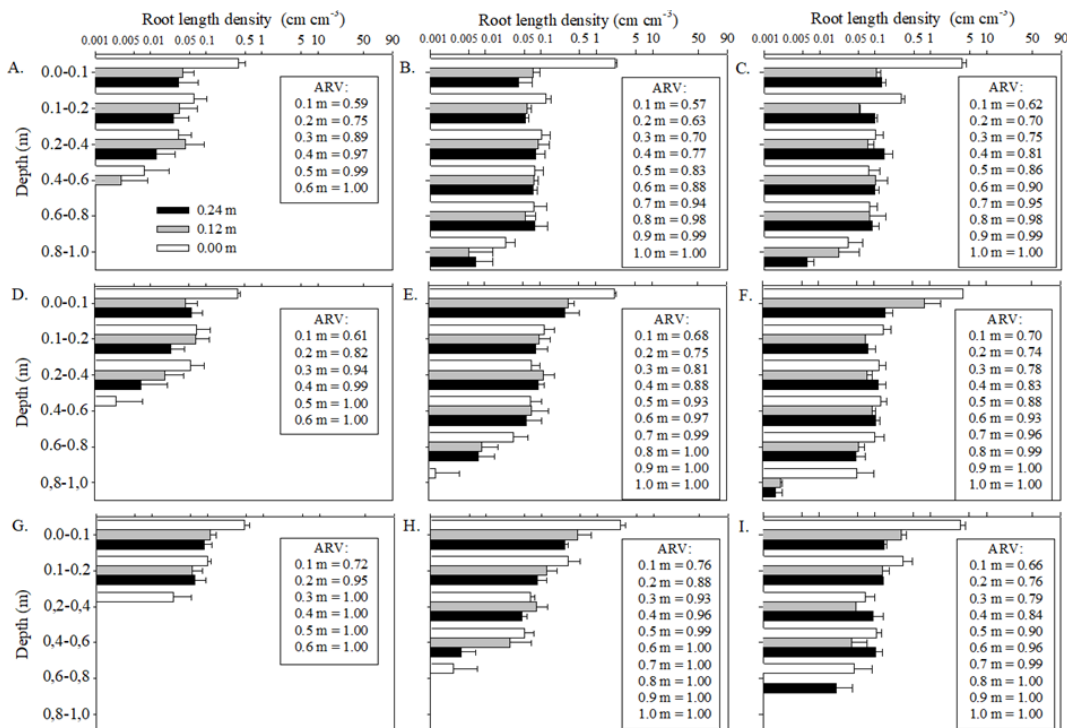 Root length density (cm cm⁻³) Root length density (cm cm⁻³) Root length density (cm cm⁻³)
0.001 0.005 0.01 0.05 0.1 0.5 1 5 10 90 0.001 0.005 0.01 0.05 0.1 0.5 1 5 10 90 0.001 0.005 0.01 0.05 0.1 0.5 1 5 10 90
A.
Depth (m)
0.0-0.1
0.1-0.2
0.2-0.4
0.4-0.6
0.6-0.8
0.8-1.0
0.24 m
0.12 m
0.00 m
ARV:
0.1 m = 0.59
0.2 m = 0.75
0.3 m = 0.89
0.4 m = 0.97
0.5 m = 0.99
0.6 m = 1.00
B.
ARV:
0.1 m = 0.57
0.2 m = 0.63
0.3 m = 0.70
0.4 m = 0.77
0.5 m = 0.83
0.6 m = 0.88
0.7 m = 0.94
0.8 m = 0.98
0.9 m = 0.99
1.0 m = 1.00
C.
ARV:
0.1 m = 0.62
0.2 m = 0.70
0.3 m = 0.75
0.4 m = 0.81
0.5 m = 0.86
0.6 m = 0.90
0.7 m = 0.95
0.8 m = 0.98
0.9 m = 0.99
1.0 m = 1.00
D.
Depth (m)
0.0-0.1
0.1-0.2
0.2-0.4
0.4-0.6
0.6-0.8
0,8-1.0
ARV:
0.1 m = 0.61
0.2 m = 0.82
0.3 m = 0.94
0.4 m = 0.99
0.5 m = 1.00
0.6 m = 1.00
E.
ARV:
0.1 m = 0.68
0.2 m = 0.75
0.3 m = 0.81
0.4 m = 0.88
0.5 m = 0.93
0.6 m = 0.97
0.7 m = 0.99
0.8 m = 1.00
0.9 m = 1.00
1.0 m = 1.00
F.
ARV:
0.1 m = 0.70
0.2 m = 0.74
0.3 m = 0.78
0.4 m = 0.83
0.5 m = 0.88
0.6 m = 0.93
0.7 m = 0.96
0.8 m = 0.99
0.9 m = 1.00
1.0 m = 1.00
G.
Depth (m)
0.0-0.1
0.1-0.2
0,2-0.4
0,4-0,6
0,6-0,8
0,8-1,0
ARV:
0.1 m = 0.72
0.2 m = 0.95
0.3 m = 1.00
0.4 m = 1.00
0.5 m = 1.00
0.6 m = 1.00
H.
ARV:
0.1 m = 0.76
0.2 m = 0.88
0.3 m = 0.93
0.4 m = 0.96
0.5 m = 0.99
0.6 m = 1.00
0.7 m = 1.00
0.8 m = 1.00
0.9 m = 1.00
1.0 m = 1.00
I.
ARV:
0.1 m = 0.66
0.2 m = 0.76
0.3 m = 0.79
0.4 m = 0.84
0.5 m = 0.90
0.6 m = 0.96
0.7 m = 0.99
0.8 m = 1.00
0.9 m = 1.00
1.0 m = 1.00